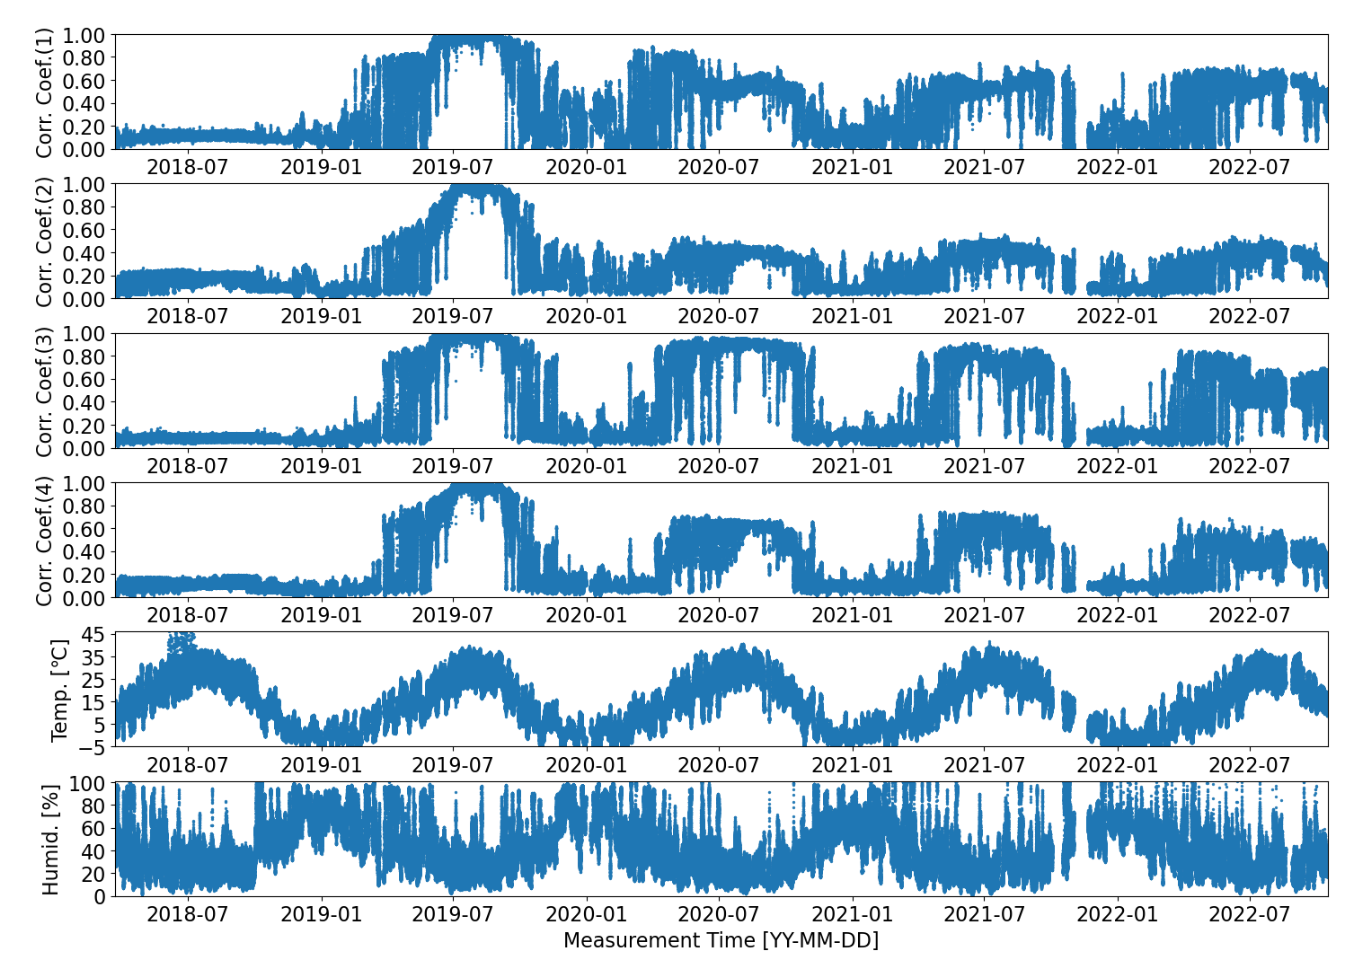 Corr. Coef.(1)
1.00
0.80
0.60
0.40
0.20
0.00
2018-07 2019-01 2019-07 2020-01 2020-07 2021-01 2021-07 2022-01 2022-07
Corr. Coef.(2)
1.00
0.80
0.60
0.40
0.20
0.00
2018-07 2019-01 2019-07 2020-01 2020-07 2021-01 2021-07 2022-01 2022-07
Corr. Coef.(3)
1.00
0.80
0.60
0.40
0.20
0.00
2018-07 2019-01 2019-07 2020-01 2020-07 2021-01 2021-07 2022-01 2022-07
Corr. Coef.(4)
1.00
0.80
0.60
0.40
0.20
0.00
2018-07 2019-01 2019-07 2020-01 2020-07 2021-01 2021-07 2022-01 2022-07
Temp. [℃]
45
35
25
15
5
−5
2018-07 2019-01 2019-07 2020-01 2020-07 2021-01 2021-07 2022-01 2022-07
Humid. [%]
100
80
60
40
20
0
2018-07 2019-01 2019-07 2020-01 2020-07 2021-01 2021-07 2022-01 2022-07
Measurement Time [YY-MM-DD]